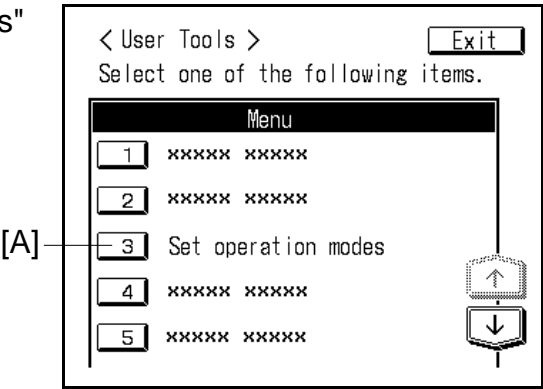 s"
< User Tools > Exit
Select one of the following items.
Menu
1 xxxxx xxxxx
2 xxxxx xxxxx
[A] 3 Set operation modes
4 xxxxx xxxxx
↑
5 xxxxx xxxxx
↓